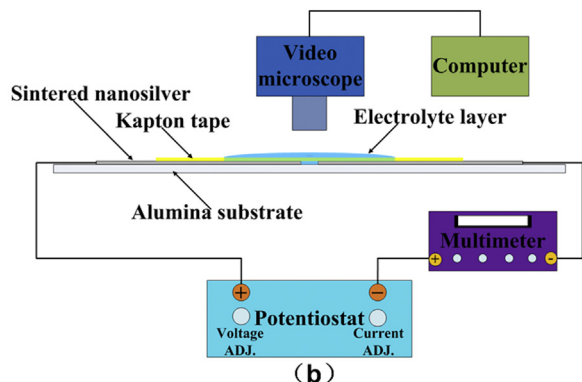 Video
microscope
Computer
Sintered nanosilver
Kapton tape
Electrolyte layer
Alumina substrate
Multimeter
+
-
+
−
Potentiostat
Voltage
ADJ.
Current
ADJ.
(b)